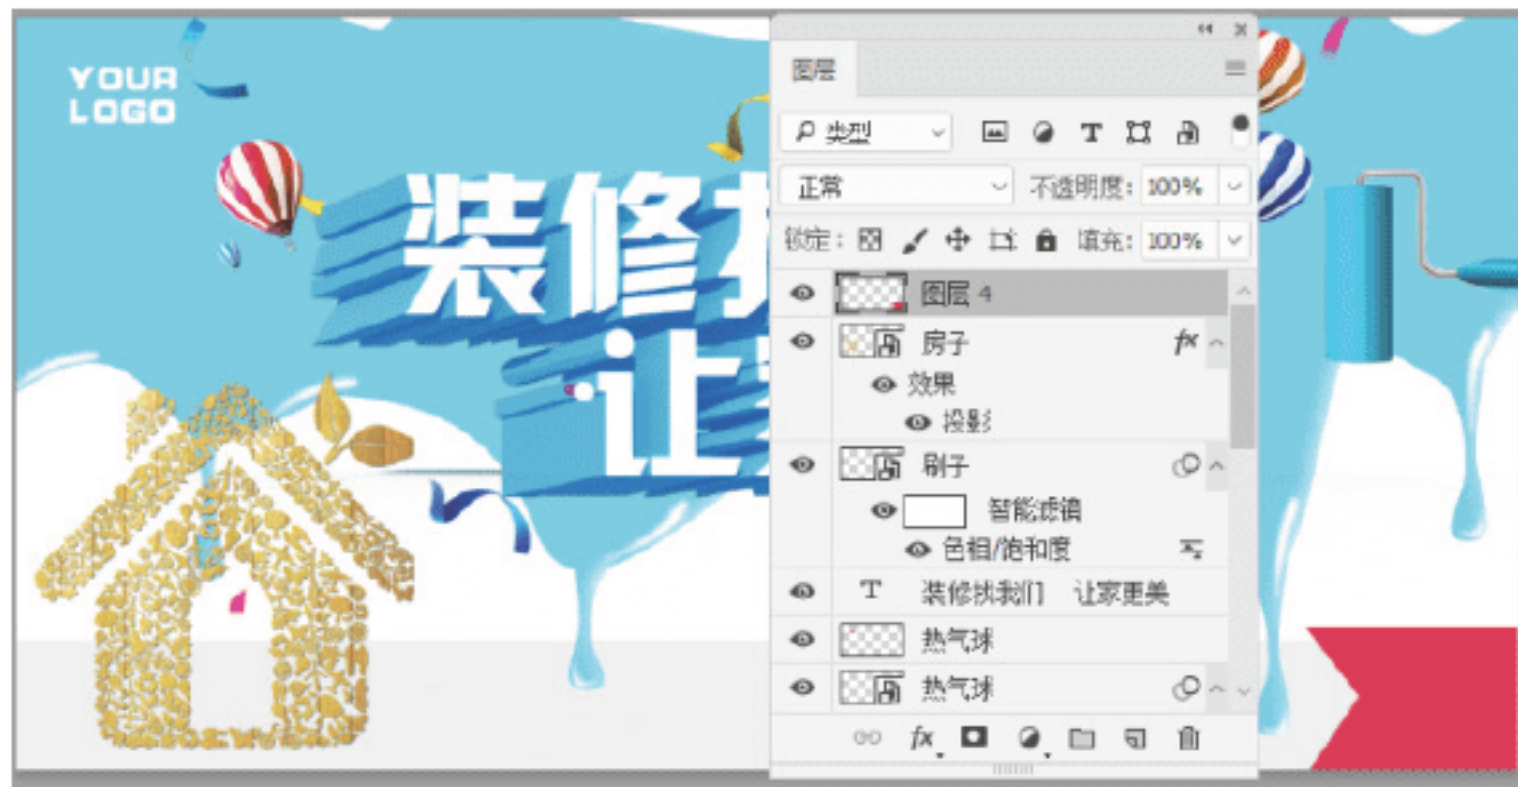 YOUR
LOGO
装修
让
图层
类型
T
正常
不透明度: 100%
锁定: 填充: 100%
图层 4
房子 fx
效果
投影
刷子
智能滤镜
色相/饱和度
T 装修找我们 让家更美
热气球
热气球
fx